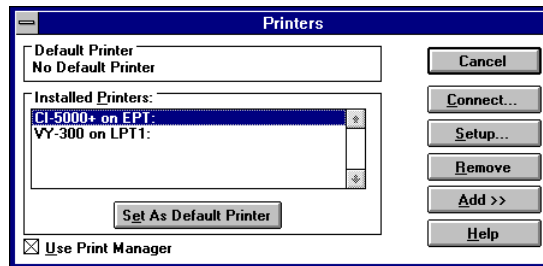 Printers
Default Printer
No Default Printer
Installed Printers:
CI-5000+ on EPT:
VY-300 on LPT1:
Set As Default Printer
Use Print Manager
Cancel
Connect...
Setup...
Remove
Add >>
Help